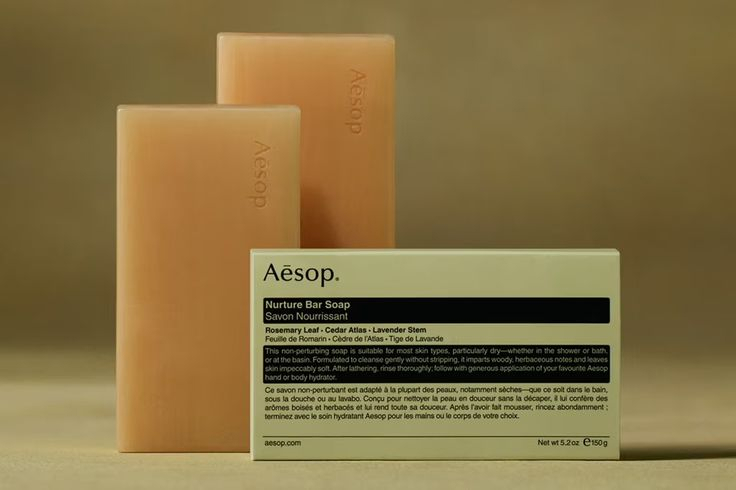 Aēsop
Aēsop
Aēsop®
Nurture Bar Soap
Savon Nourrissant
Rosemary Leaf • Cedar Atlas • Lavender Stem
Feuille de Romarin • Cèdre de l'Atlas • Tige de Lavande
This non-perturbing soap is suitable for most skin types, particularly dry—whether in the shower or bath,
or at the basin. Formulated to cleanse gently without stripping, it imparts woody, herbaceous notes and leaves
skin impeccably soft. After lathering, rinse thoroughly; follow with generous application of your favourite Aesop
hand or body hydrator.
Ce savon non-perturbant est adapté à la plupart des peaux, notamment sèches—que ce soit dans le bain,
sous la douche ou au lavabo. Conçu pour nettoyer la peau en douceur sans la décaper, il lui confère des
arômes boisés et herbacés et lui rend toute sa douceur. Après l'avoir fait mousser, rincez abondamment ;
terminez avec le soin hydratant Aesop pour les mains ou le corps de votre choix.
aesop.com Net wt 5.2 oz ℮150 g